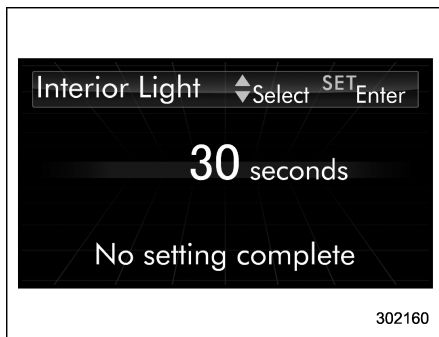 Interior Light Select SET Enter
30 seconds
No setting complete
302160